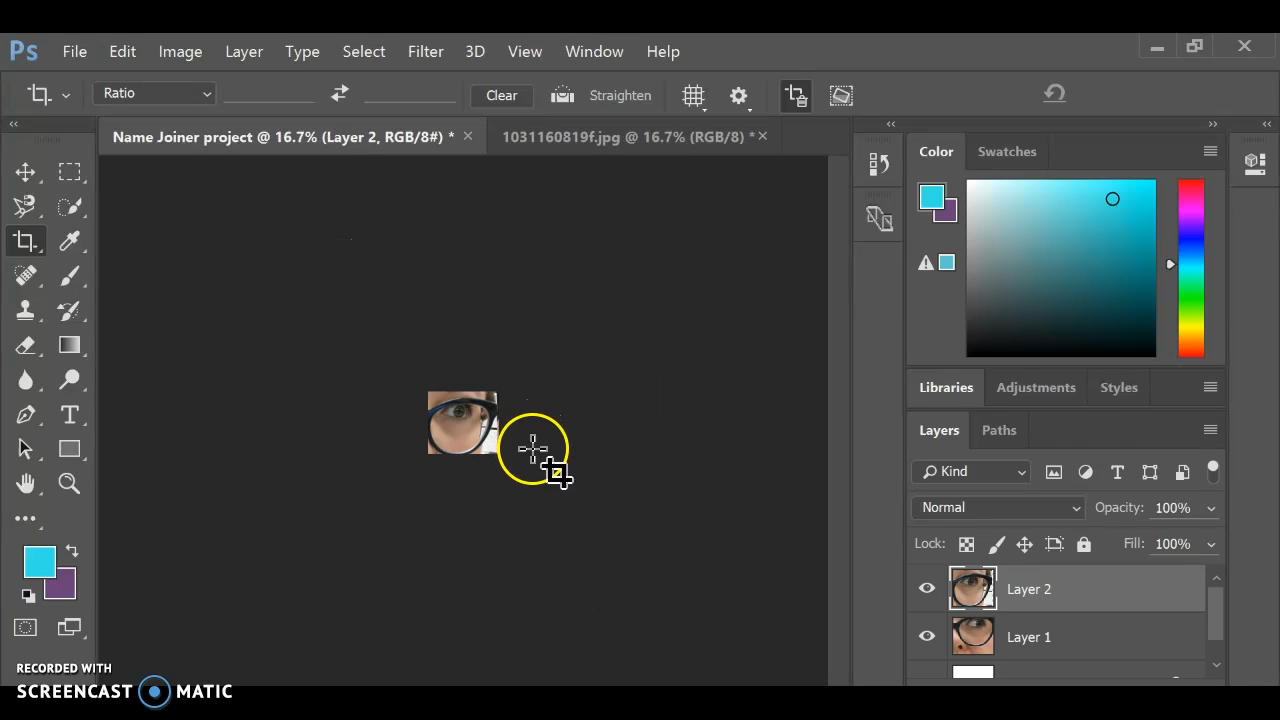 Ps File Edit Image Layer Type Select Filter 3D View Window Help
Ratio Clear Straighten
Name Joiner project @ 16.7% (Layer 2, RGB/8#) * 1031160819f.jpg @ 16.7% (RGB/8) *
Color Swatches
Libraries Adjustments Styles
Layers Paths
Kind
Normal Opacity: 100%
Lock: Fill: 100%
Layer 2
Layer 1
RECORDED WITH
SCREENCAST MATIC